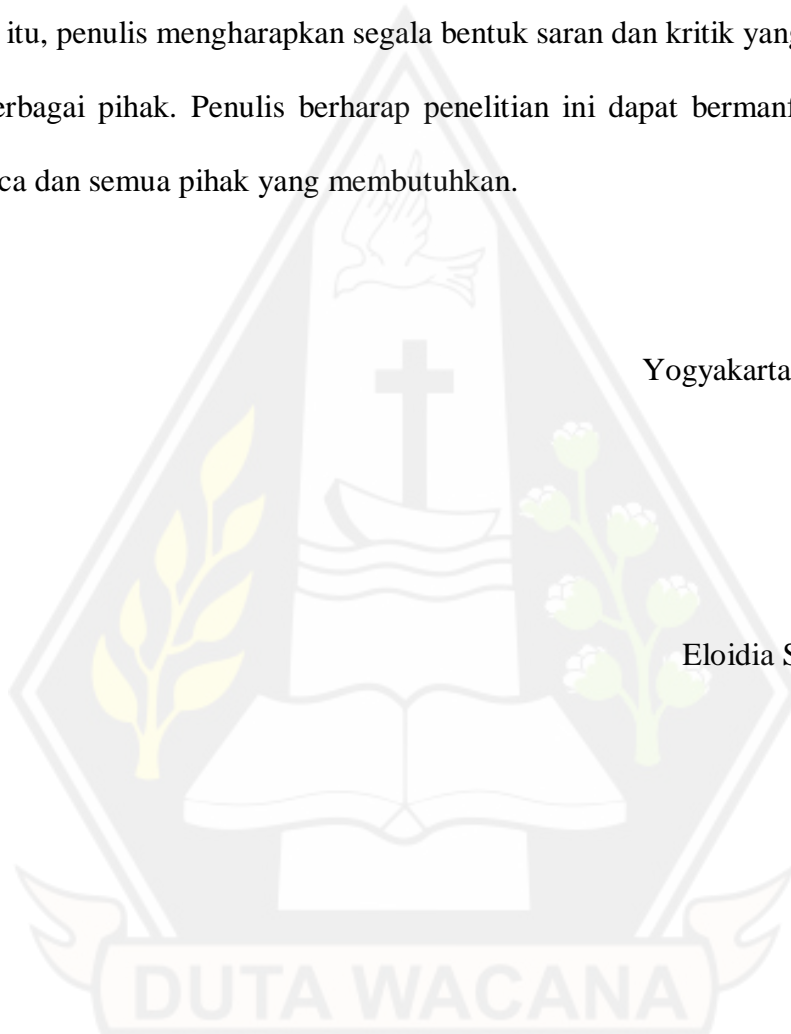 itu, penulis mengharapkan segala bentuk saran dan kritik yang
erbagai pihak. Penulis berharap penelitian ini dapat bermanf
ca dan semua pihak yang membutuhkan.
Yogyakarta
Eloidia S
DUTA WACANA